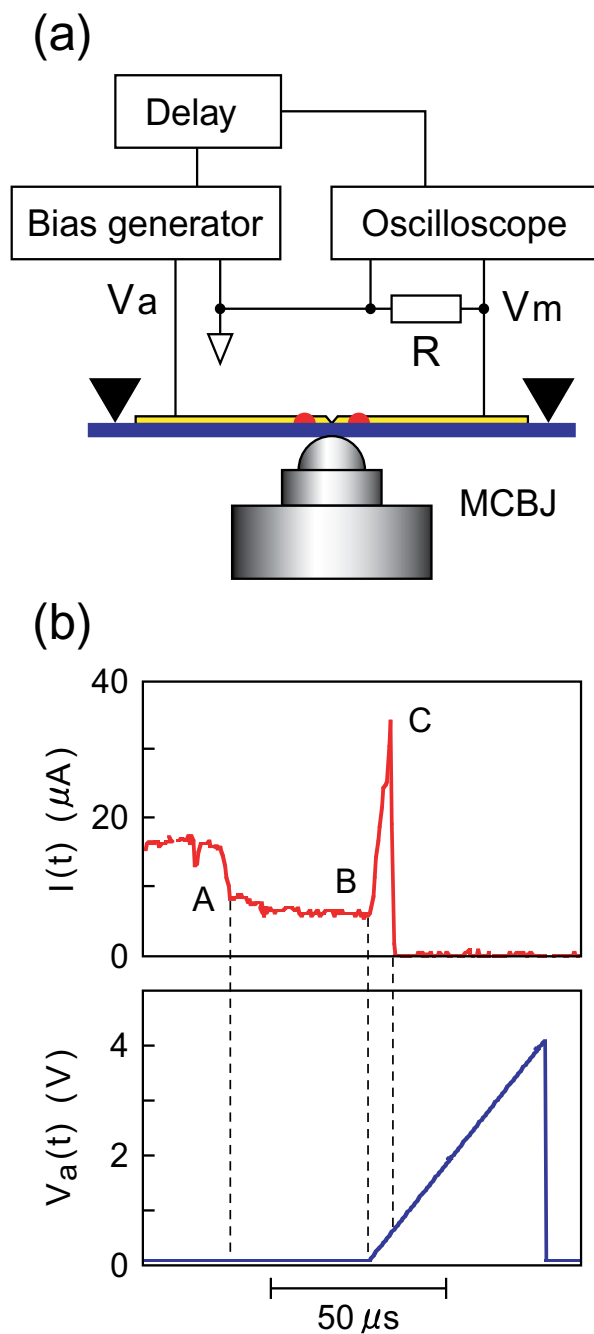 (a)
Delay
Bias generator
Oscilloscope
Va
Vm
R
MCBJ
(b)
40
I(t) (μA)
C
20
A
B
0
Va(t) (V)
4
2
0
50 μs